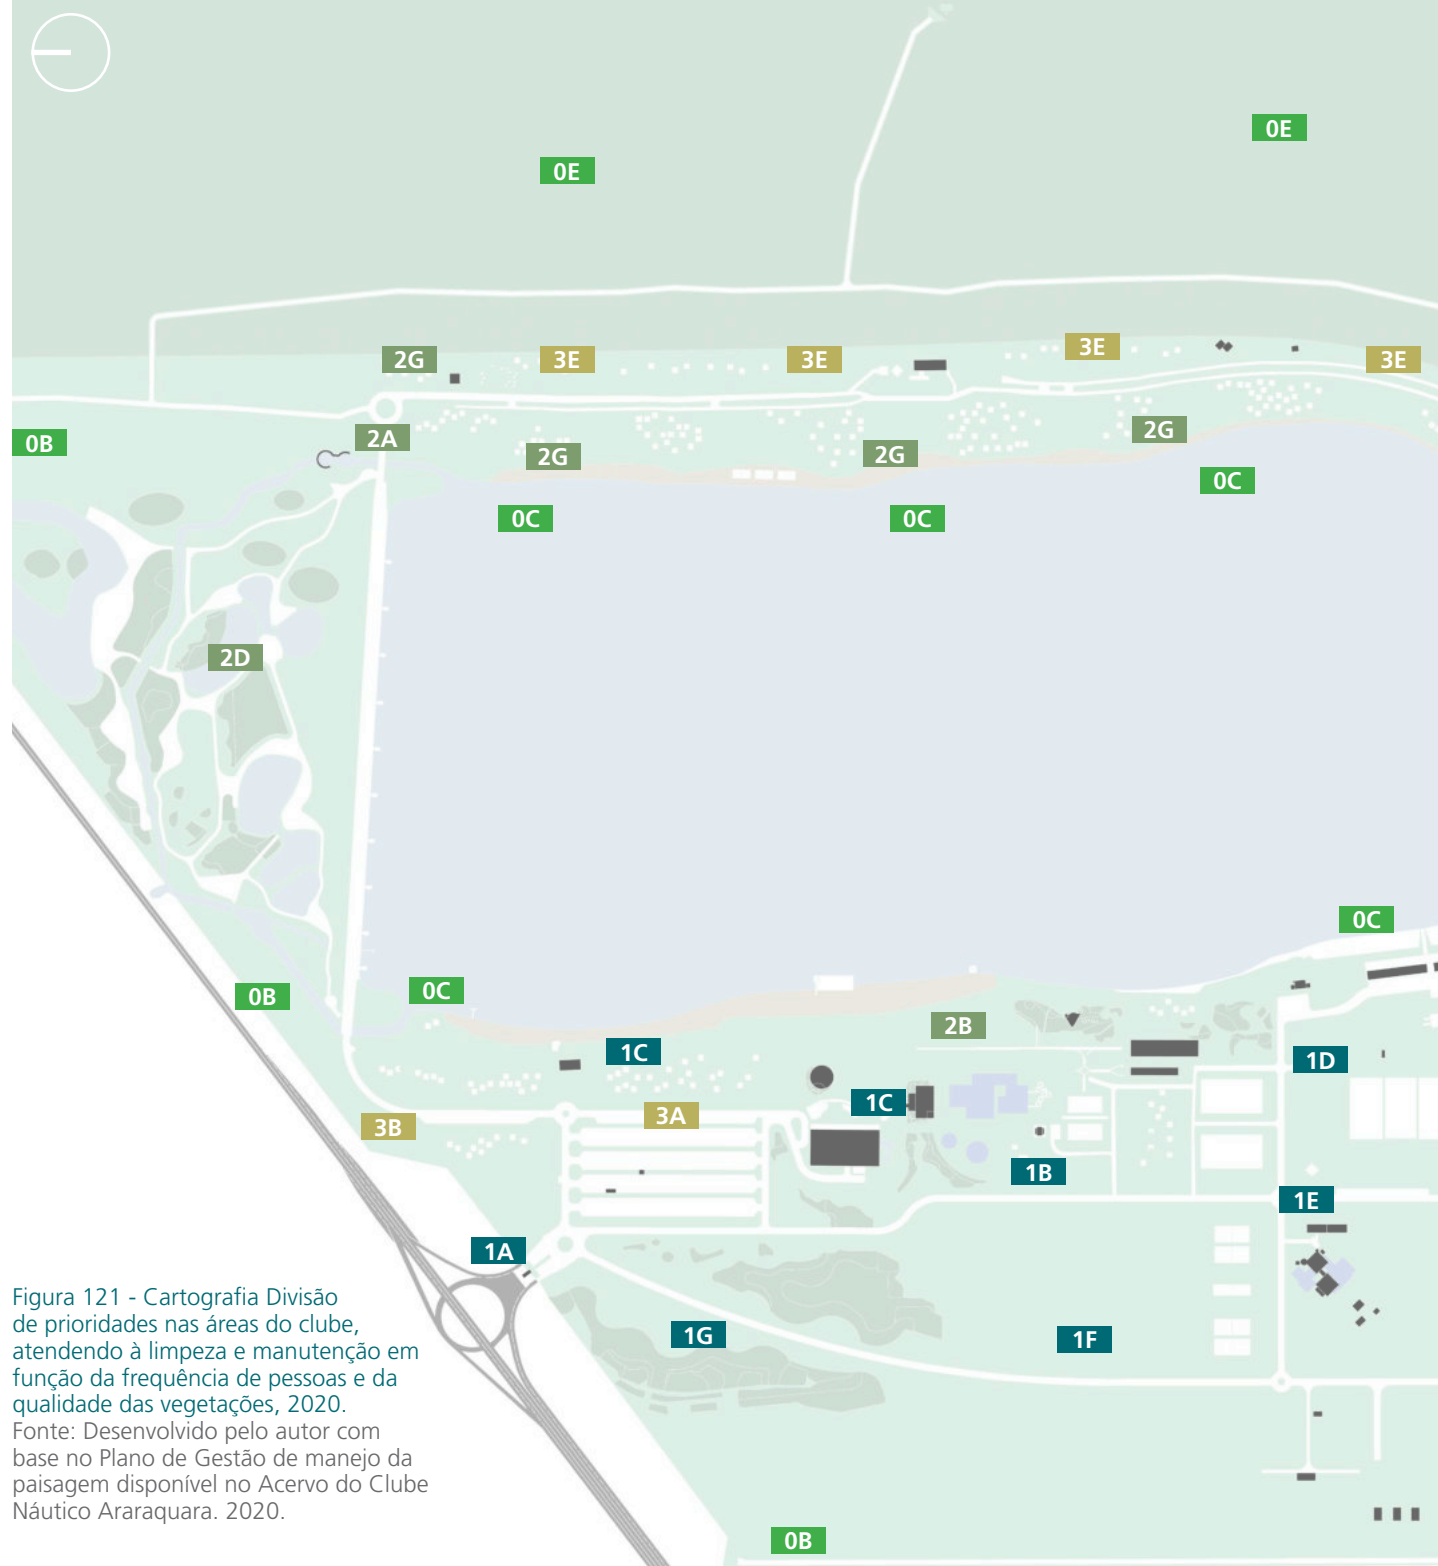 0E
0E
3E
2G
3E
3E
3E
2G
2A
0B
2G
2G
0C
0C
0C
2D
0C
0C
0B
2B
1C
1D
1C
3A
3B
1B
1E
1A
1G
1F
Figura 121 - Cartografia Divisão
de prioridades nas áreas do clube,
atendendo à limpeza e manutenção em
função da frequência de pessoas e da
qualidade das vegetações, 2020.
Fonte: Desenvolvido pelo autor com
base no Plano de Gestão de manejo da
paisagem disponível no Acervo do Clube
Náutico Araraquara. 2020.
0B